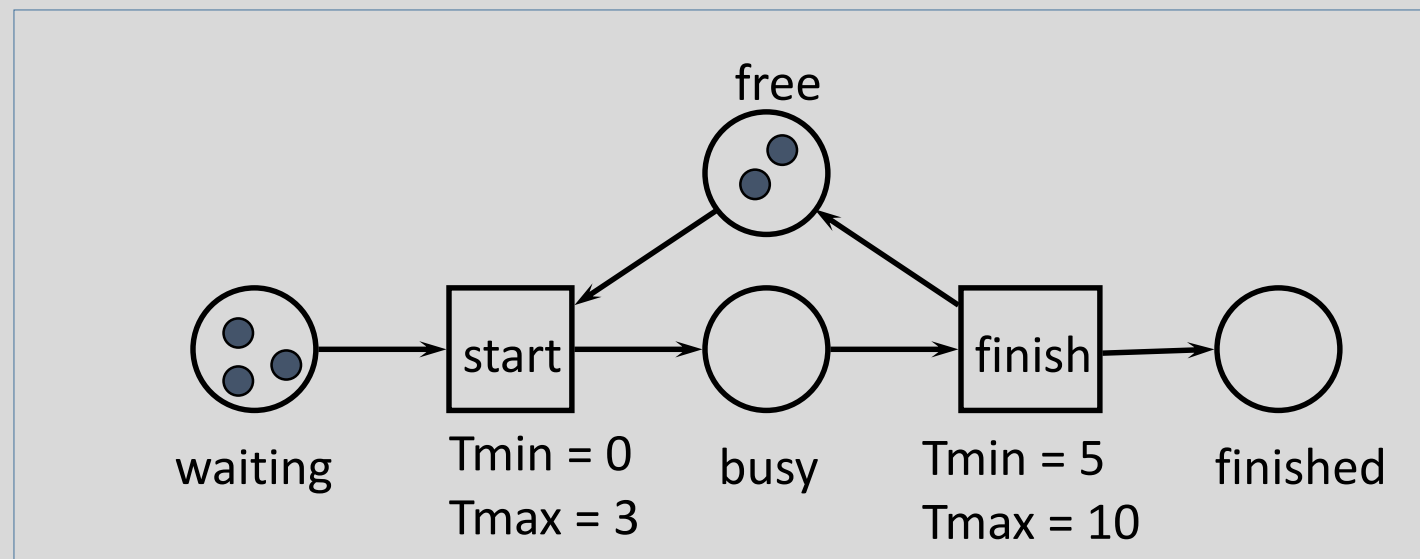 free
start
finish
waiting
Tmin = 0
Tmax = 3
busy
Tmin = 5
Tmax = 10
finished